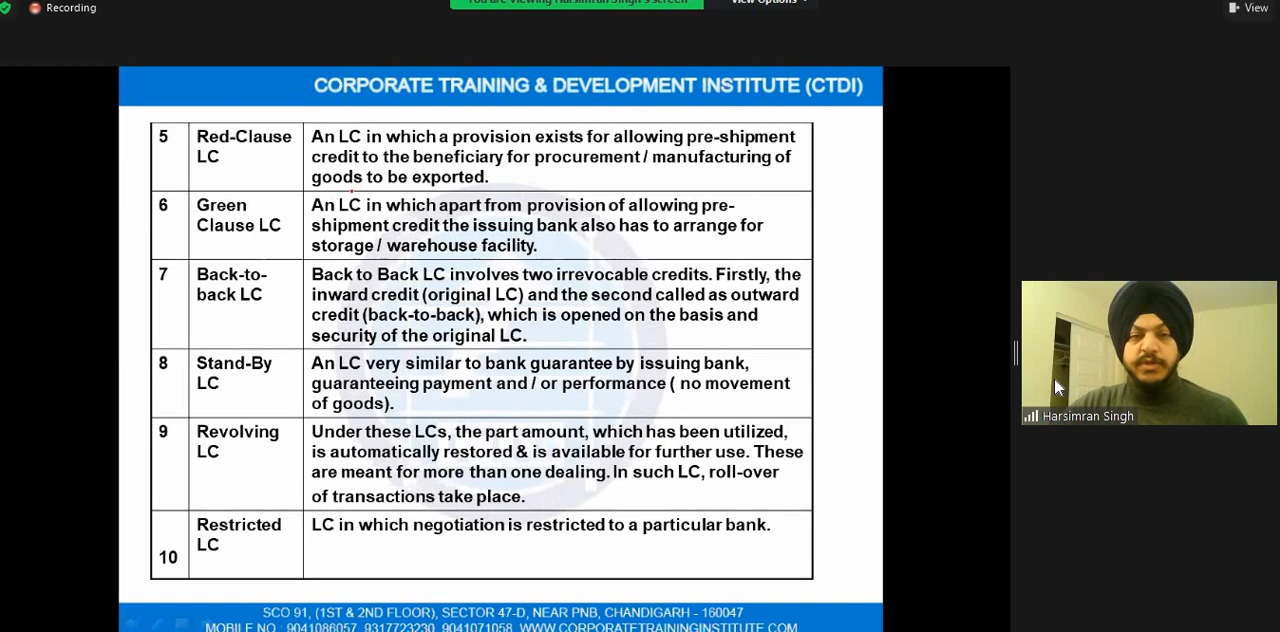 Recording
You are viewing Harsimran Singh's screen
View Options
View
CORPORATE TRAINING & DEVELOPMENT INSTITUTE (CTDI)
5
Red-Clause
LC
An LC in which a provision exists for allowing pre-shipment
credit to the beneficiary for procurement / manufacturing of
goods to be exported.
6
Green
Clause LC
An LC in which apart from provision of allowing pre-
shipment credit the issuing bank also has to arrange for
storage / warehouse facility.
7
Back-to-
back LC
Back to Back LC involves two irrevocable credits. Firstly, the
inward credit (original LC) and the second called as outward
credit (back-to-back), which is opened on the basis and
security of the original LC.
8
Stand-By
LC
An LC very similar to bank guarantee by issuing bank,
guaranteeing payment and / or performance ( no movement
of goods).
9
Revolving
LC
Under these LCs, the part amount, which has been utilized,
is automatically restored & is available for further use. These
are meant for more than one dealing. In such LC, roll-over
of transactions take place.
10
Restricted
LC
LC in which negotiation is restricted to a particular bank.
Harsimran Singh
SCO 91, (1ST & 2ND FLOOR), SECTOR 47-D, NEAR PNB, CHANDIGARH - 160047
MOBILE NO. 9041086057, 9317723230, 9041071058, WWW.CORPORATETRAININGINSTITUTE.COM